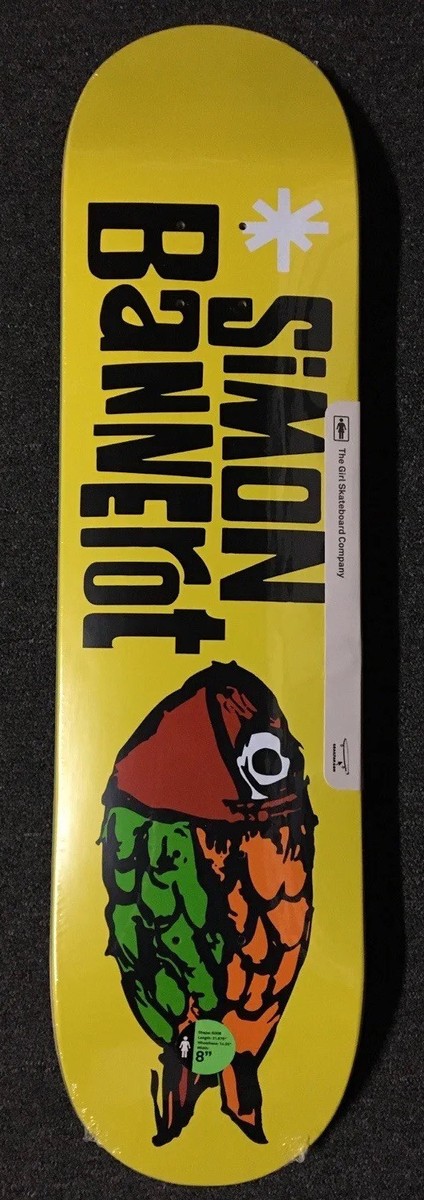 *SiMON
BaNNErot
The Girl Skateboard Company
8"